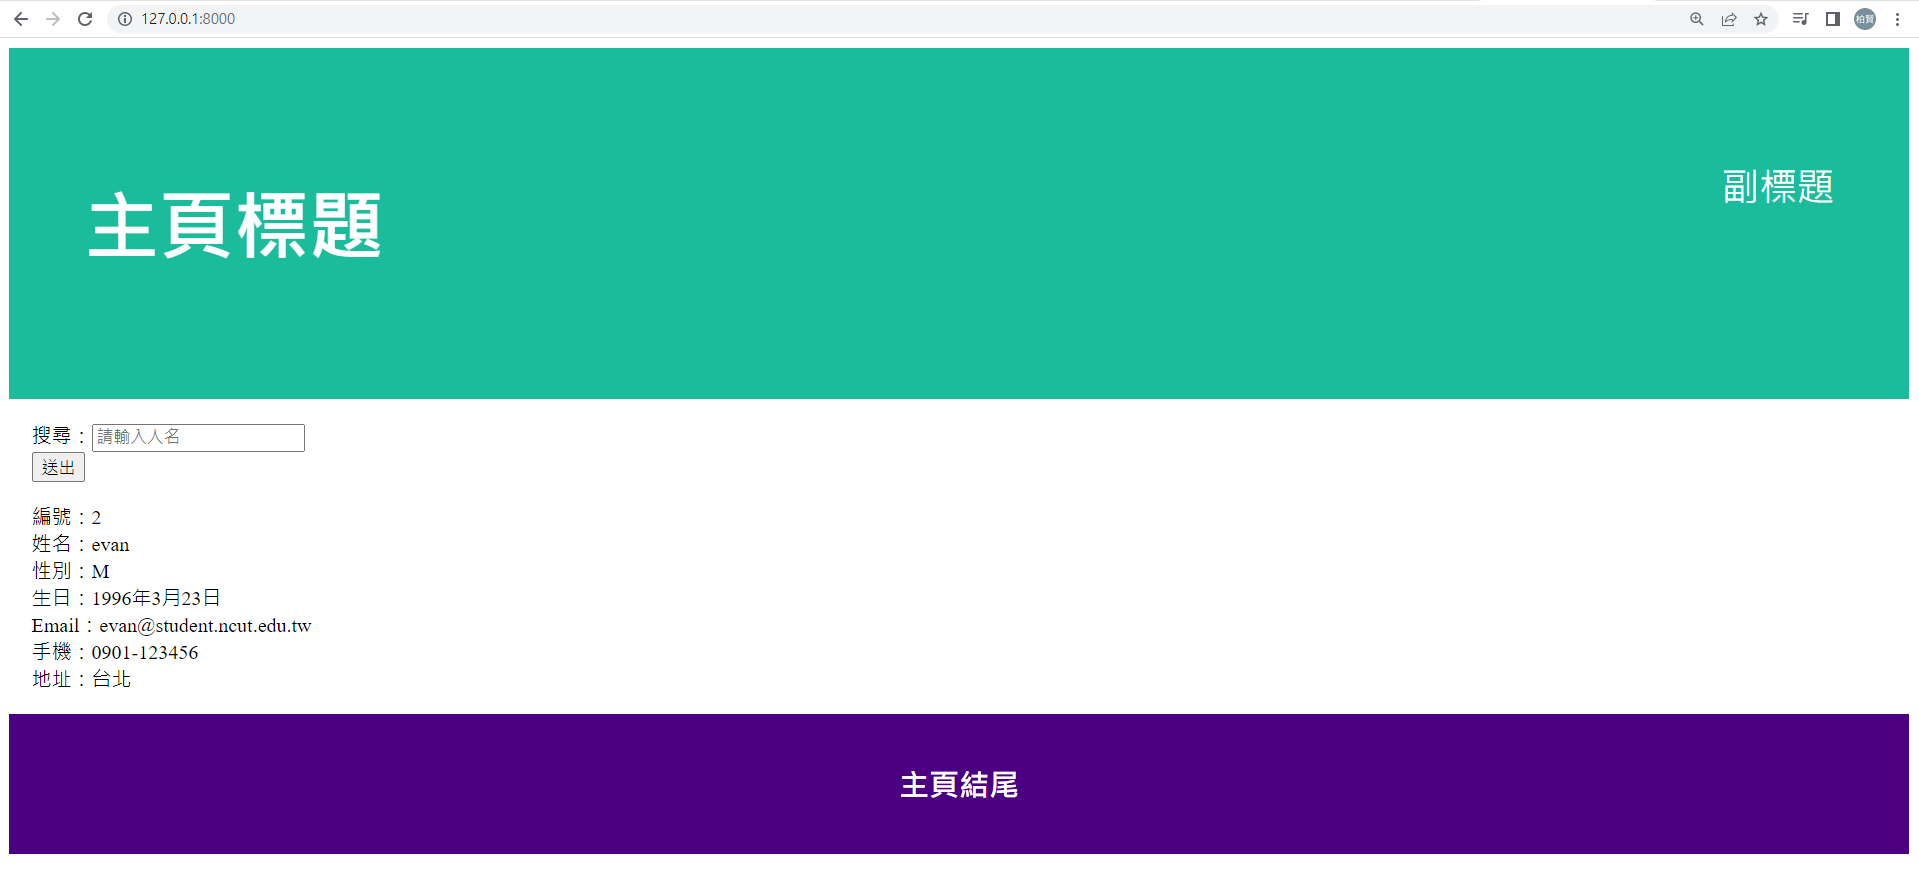 127.0.0.1:8000
柏賢
主頁標題
副標題
搜尋：請輸入人名
送出
編號：2
姓名：evan
性別：M
生日：1996年3月23日
Email：evan@student.ncut.edu.tw
手機：0901-123456
地址：台北
主頁結尾